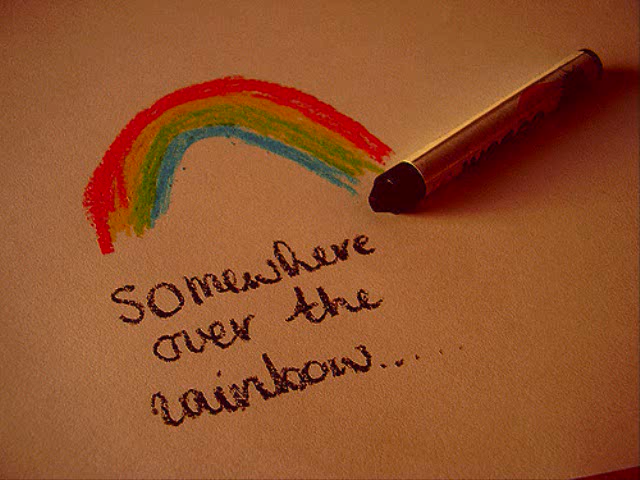 somewhere
over the
rainbow......